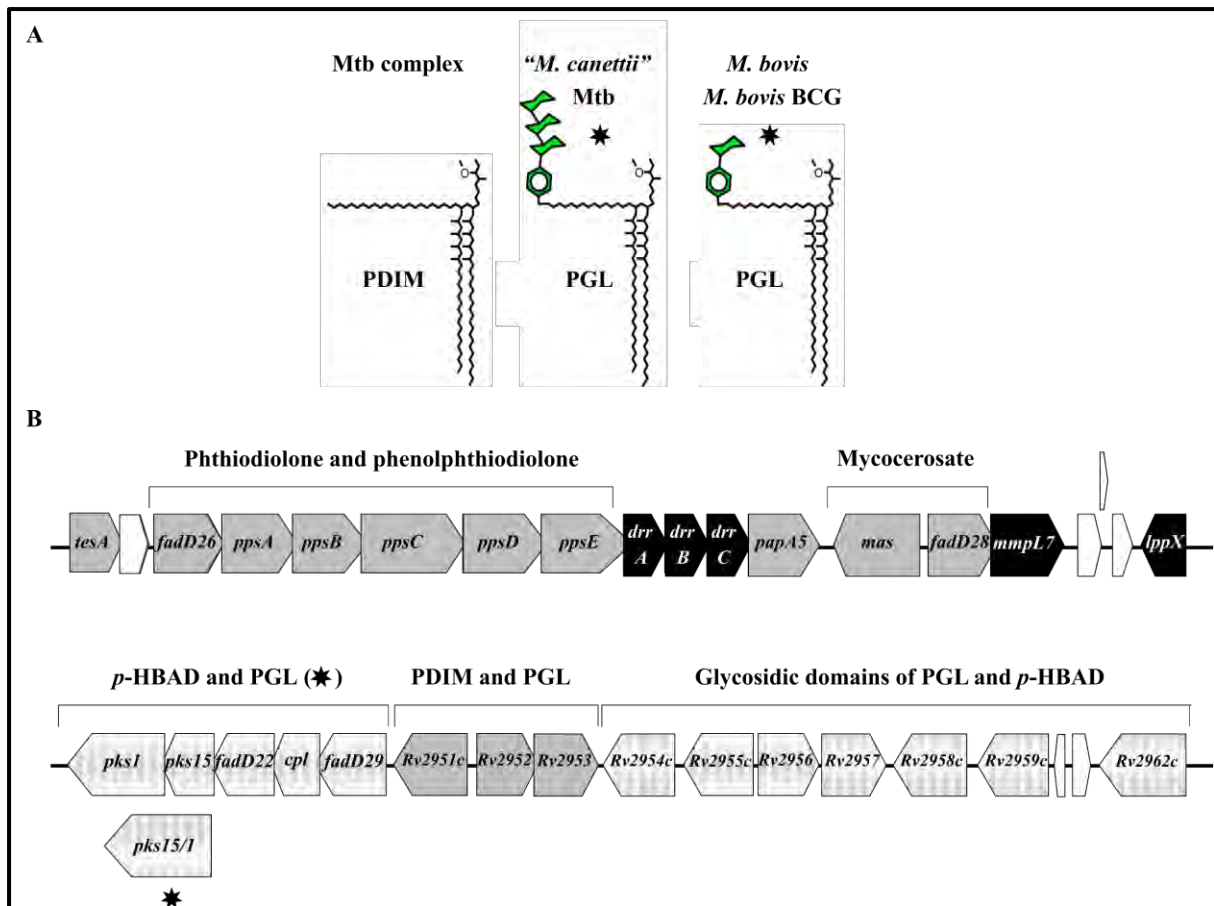 A
Mtb complex
"M. canettii"
Mtb
M. bovis
M. bovis BCG
O
O
O
PDIM
PGL
PGL
B
Phthiodiolone and phenolphthiodiolone
Mycocerosate
tesA fadD26 ppsA ppsB ppsC ppsD ppsE drr A drr B drr C papA5 mas fadD28 mmpL7 lppX
p-HBAD and PGL (✷)
PDIM and PGL
Glycosidic domains of PGL and p-HBAD
pks1 pks15 fadD22 cpl fadD29 Rv2951c Rv2952 Rv2953 Rv2954c Rv2955c Rv2956 Rv2957 Rv2958c Rv2959c Rv2962c
pks15/1